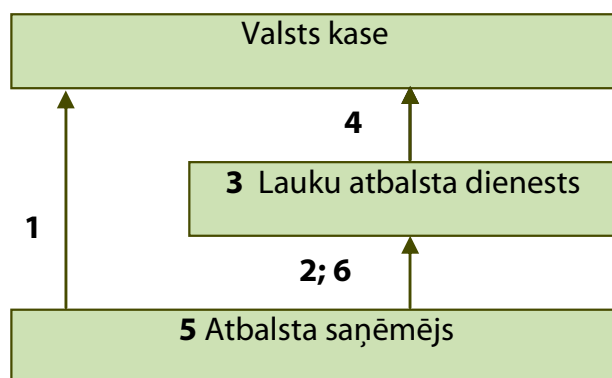 Valsts kase
4
3 Lauku atbalsta dienests
1
2; 6
5 Atbalsta saņēmējs